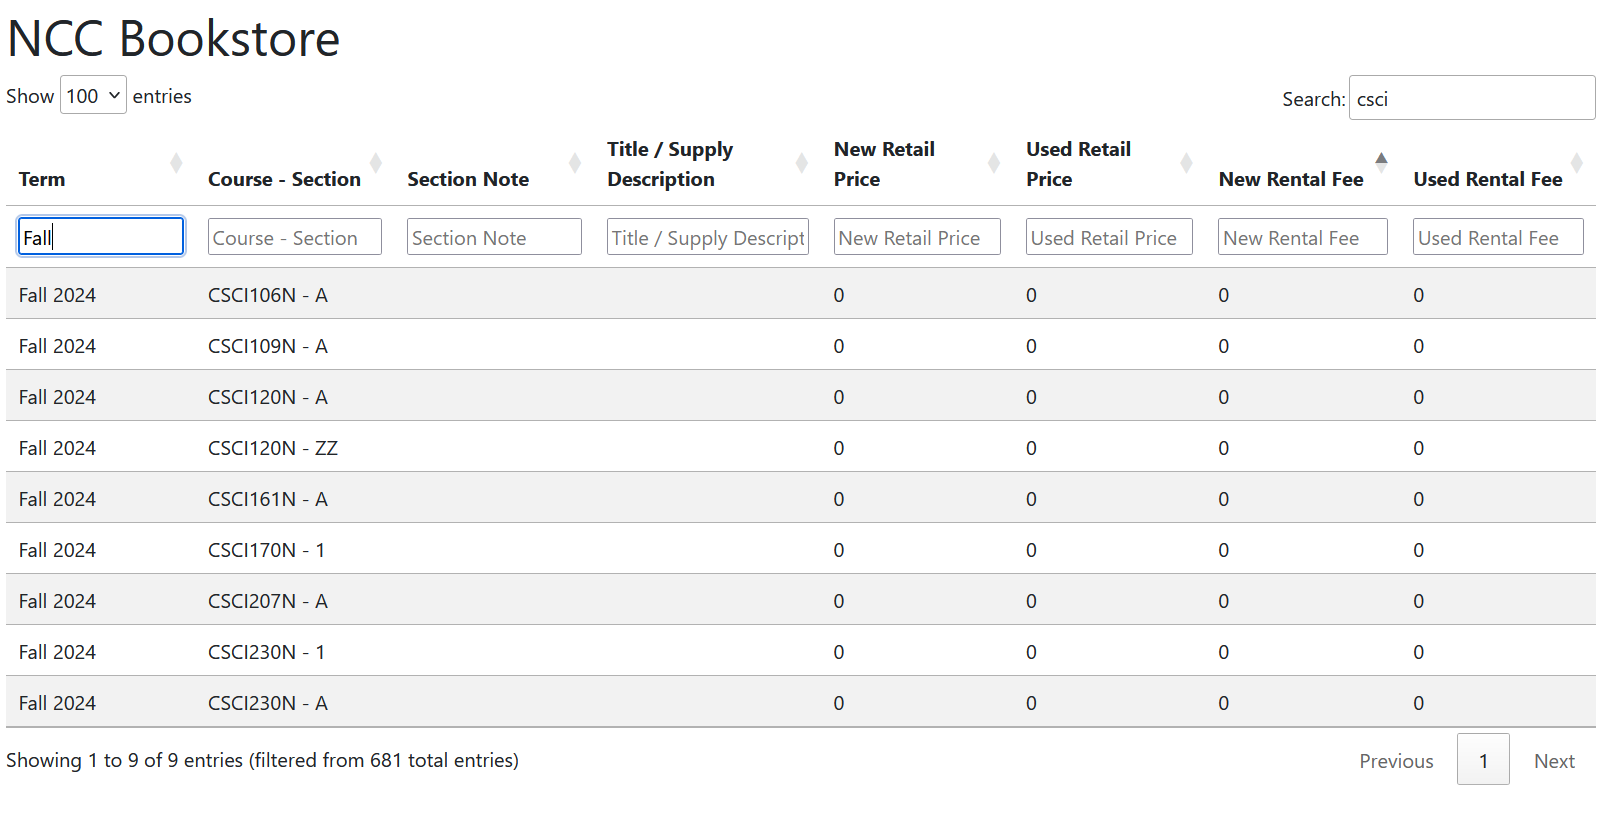 NCC Bookstore
Show 100 entries
Search: csci
Term Course - Section Section Note Title / Supply Description New Retail Price Used Retail Price New Rental Fee Used Rental Fee
Fall Course - Section Section Note Title / Supply Descript New Retail Price Used Retail Price New Rental Fee Used Rental Fee
Fall 2024 CSCI106N - A 0 0 0 0
Fall 2024 CSCI109N - A 0 0 0 0
Fall 2024 CSCI120N - A 0 0 0 0
Fall 2024 CSCI120N - ZZ 0 0 0 0
Fall 2024 CSCI161N - A 0 0 0 0
Fall 2024 CSCI170N - 1 0 0 0 0
Fall 2024 CSCI207N - A 0 0 0 0
Fall 2024 CSCI230N - 1 0 0 0 0
Fall 2024 CSCI230N - A 0 0 0 0
Showing 1 to 9 of 9 entries (filtered from 681 total entries)
Previous 1 Next